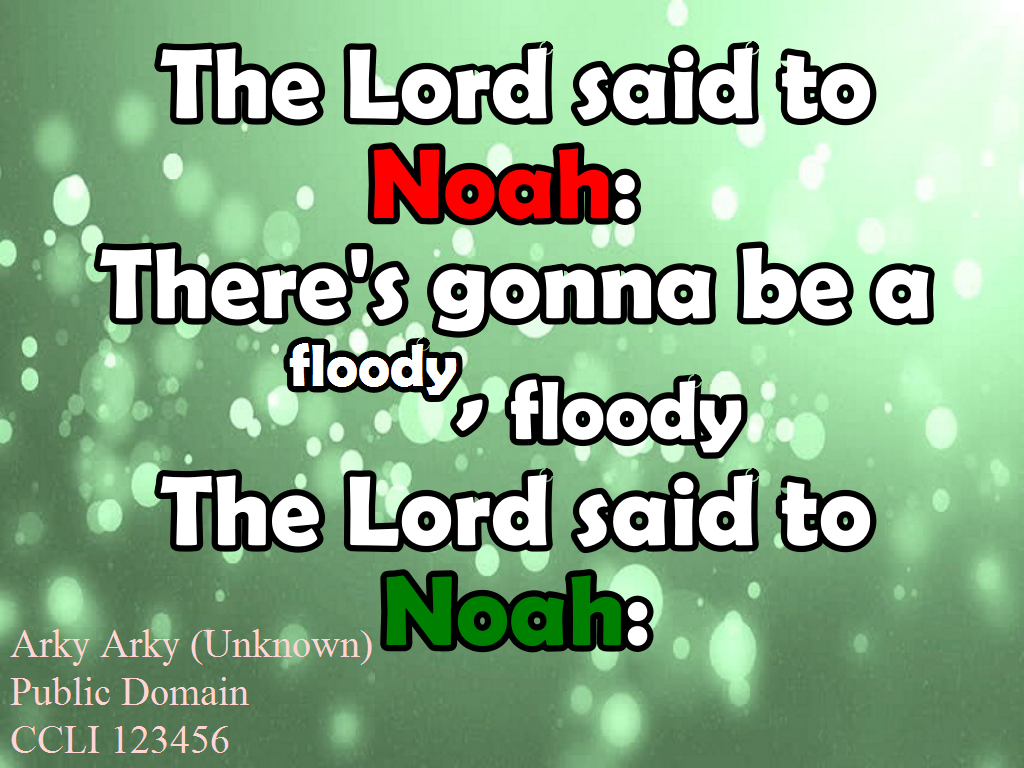 The Lord said to
Noah:
There's gonna be a
floody, floody
The Lord said to
Noah:
Arky Arky (Unknown)
Public Domain
CCLI 123456